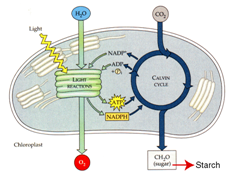 H₂O
CO₂
Light
NADP⁺
ADP
+ Pᵢ
LIGHT
REACTIONS
CALVIN
CYCLE
ATP
NADPH
Chloroplast
O₂
CH₂O
(sugar)
Starch